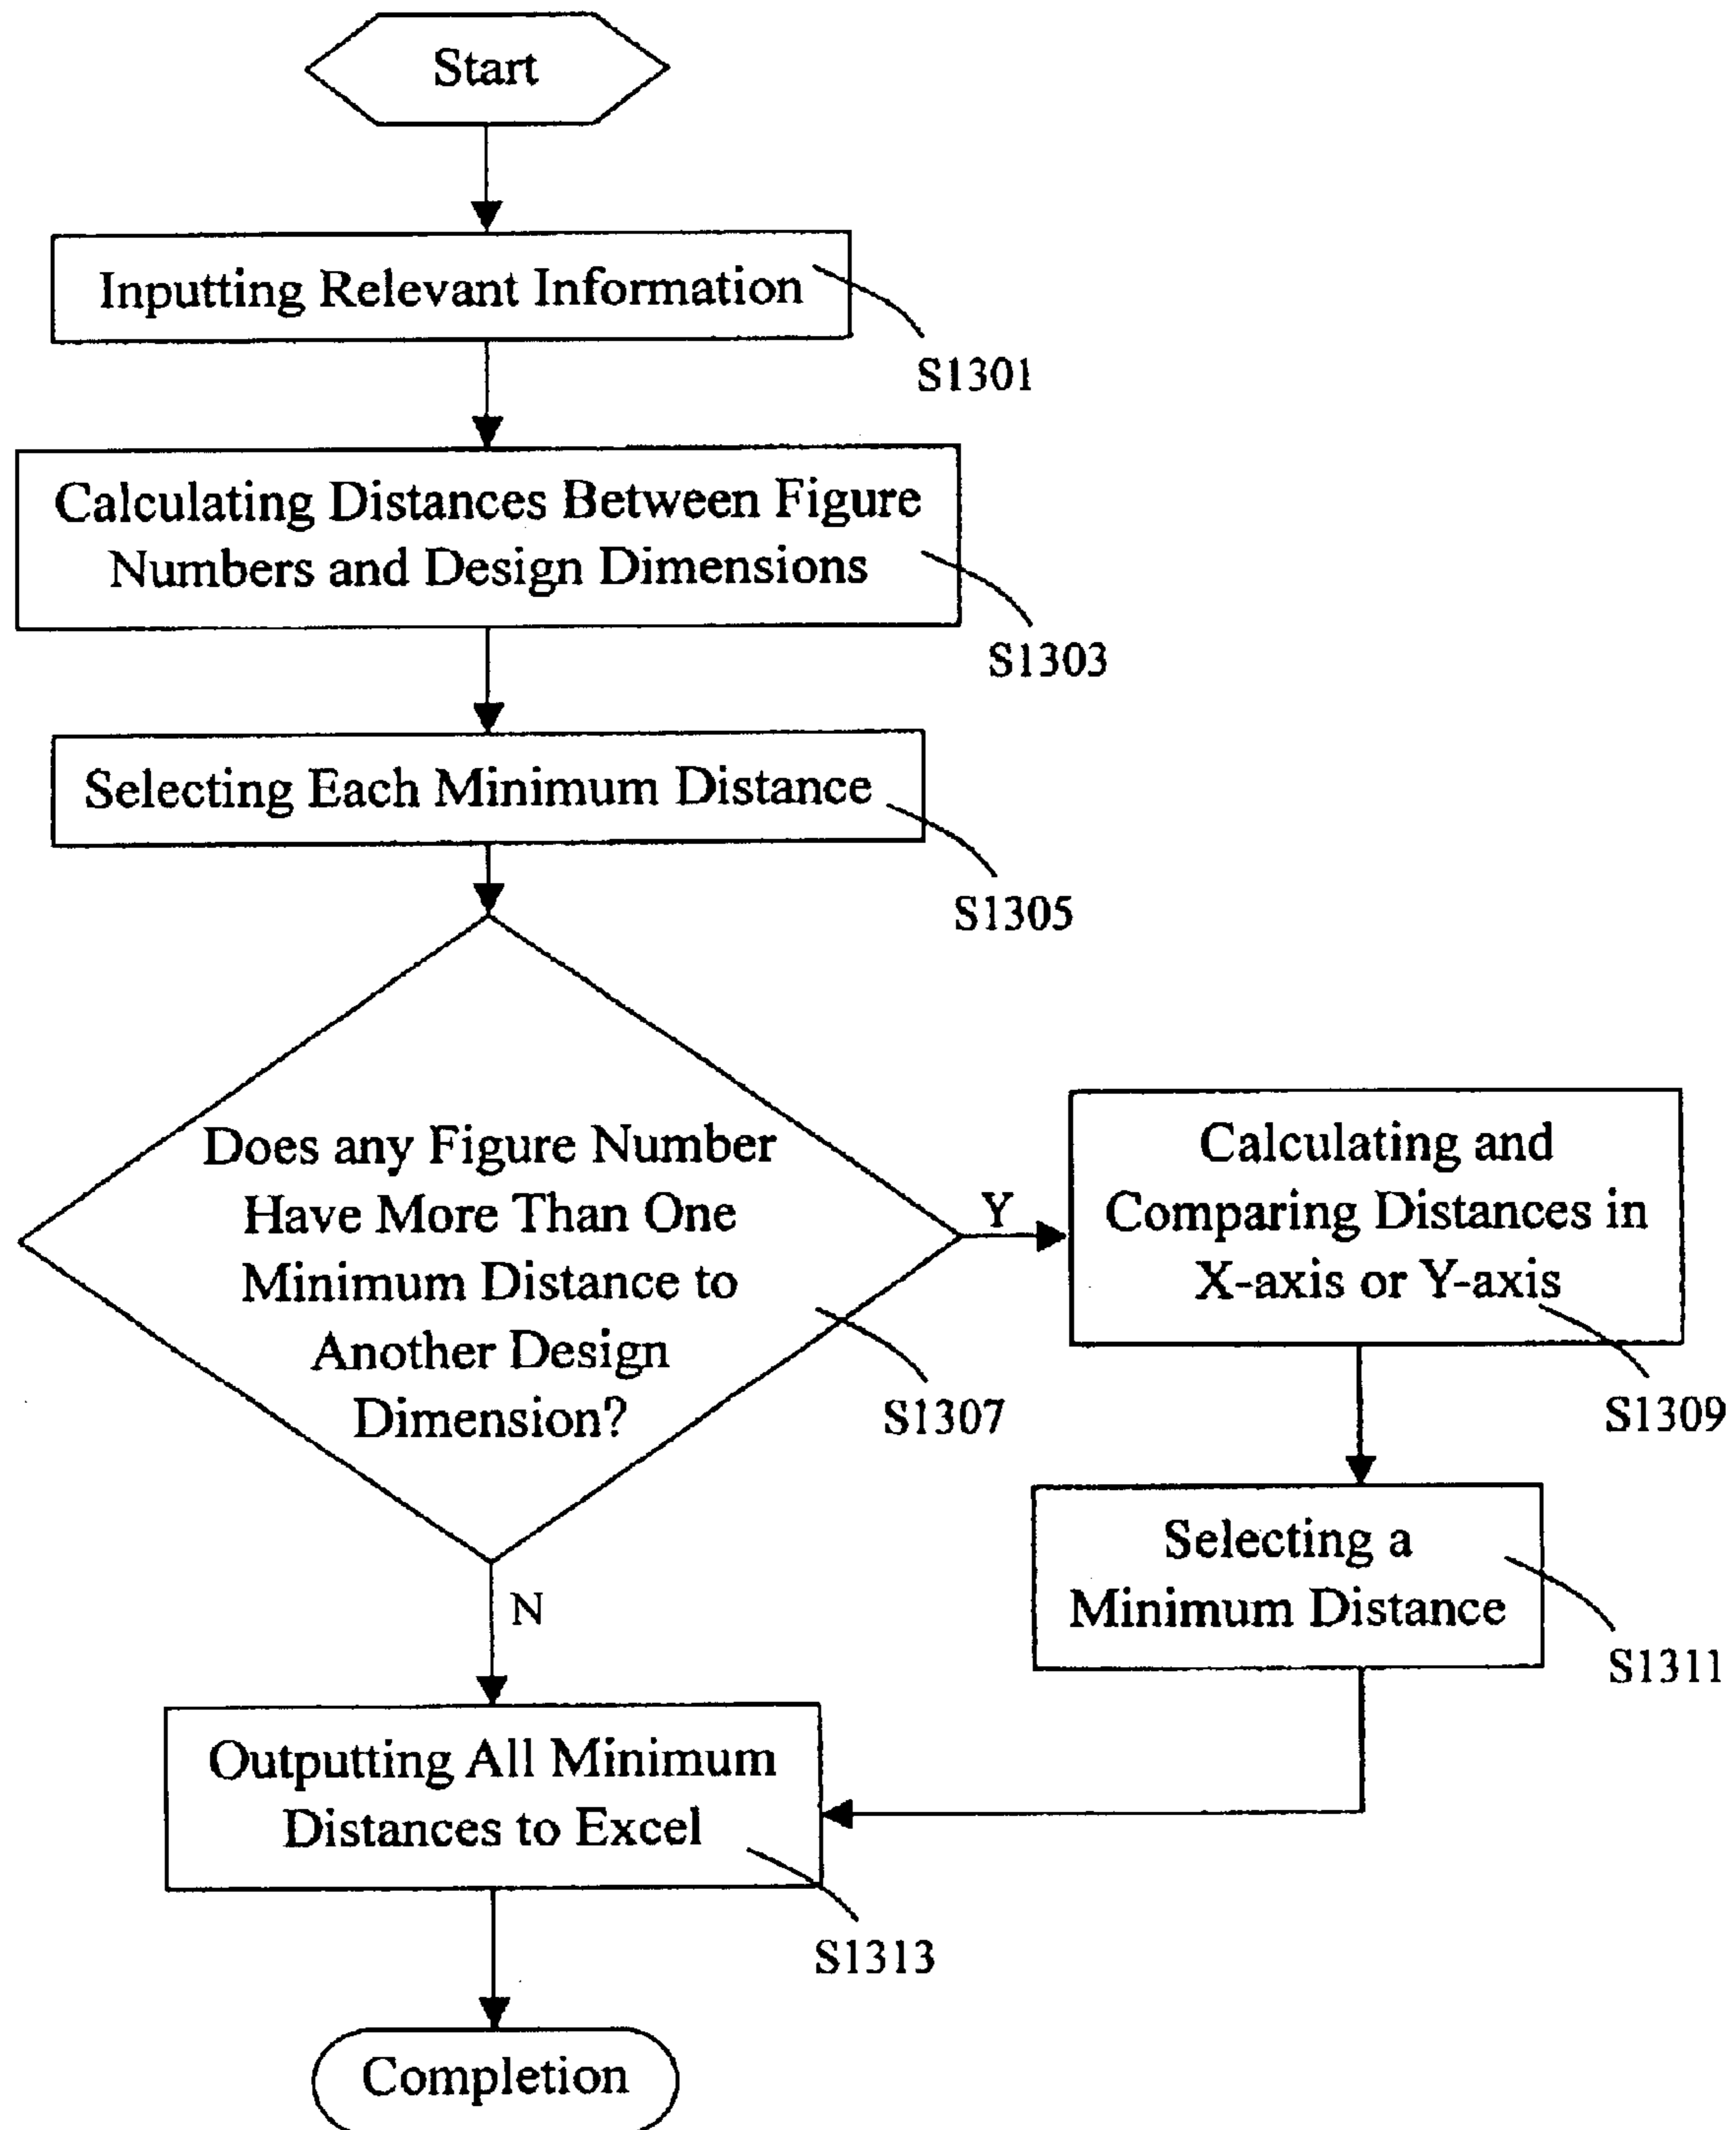 Start
Inputting Relevant Information
S1301
Calculating Distances Between Figure
Numbers and Design Dimensions
S1303
Selecting Each Minimum Distance
S1305
Does any Figure Number
Have More Than One
Minimum Distance to
Another Design
Dimension?
S1307
Y
Calculating and
Comparing Distances in
X-axis or Y-axis
S1309
Selecting a
Minimum Distance
S1311
N
Outputting All Minimum
Distances to Excel
S1313
Completion